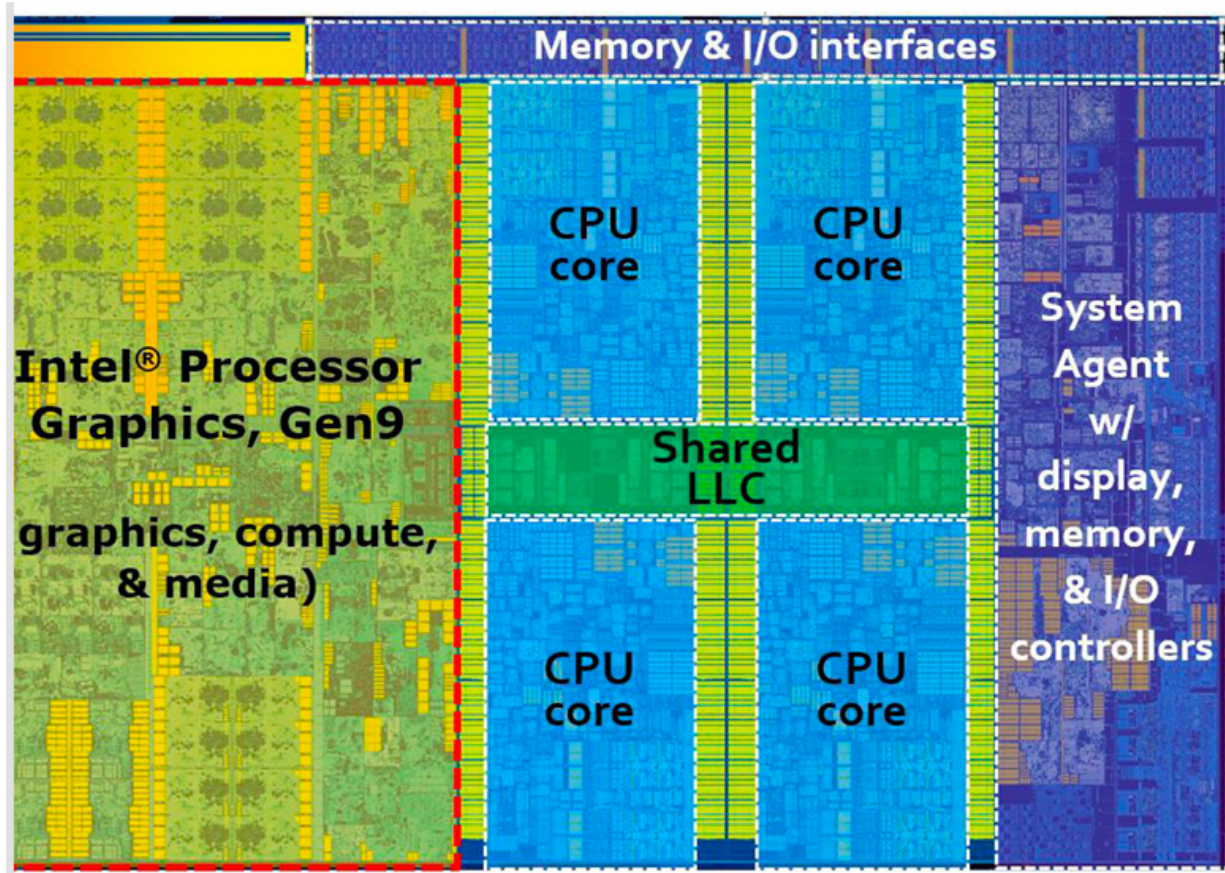 Memory & I/O interfaces
Intel® Processor
Graphics, Gen9
graphics, compute,
& media)
CPU
core
CPU
core
Shared
LLC
CPU
core
CPU
core
System
Agent
w/
display,
memory,
& I/O
controllers